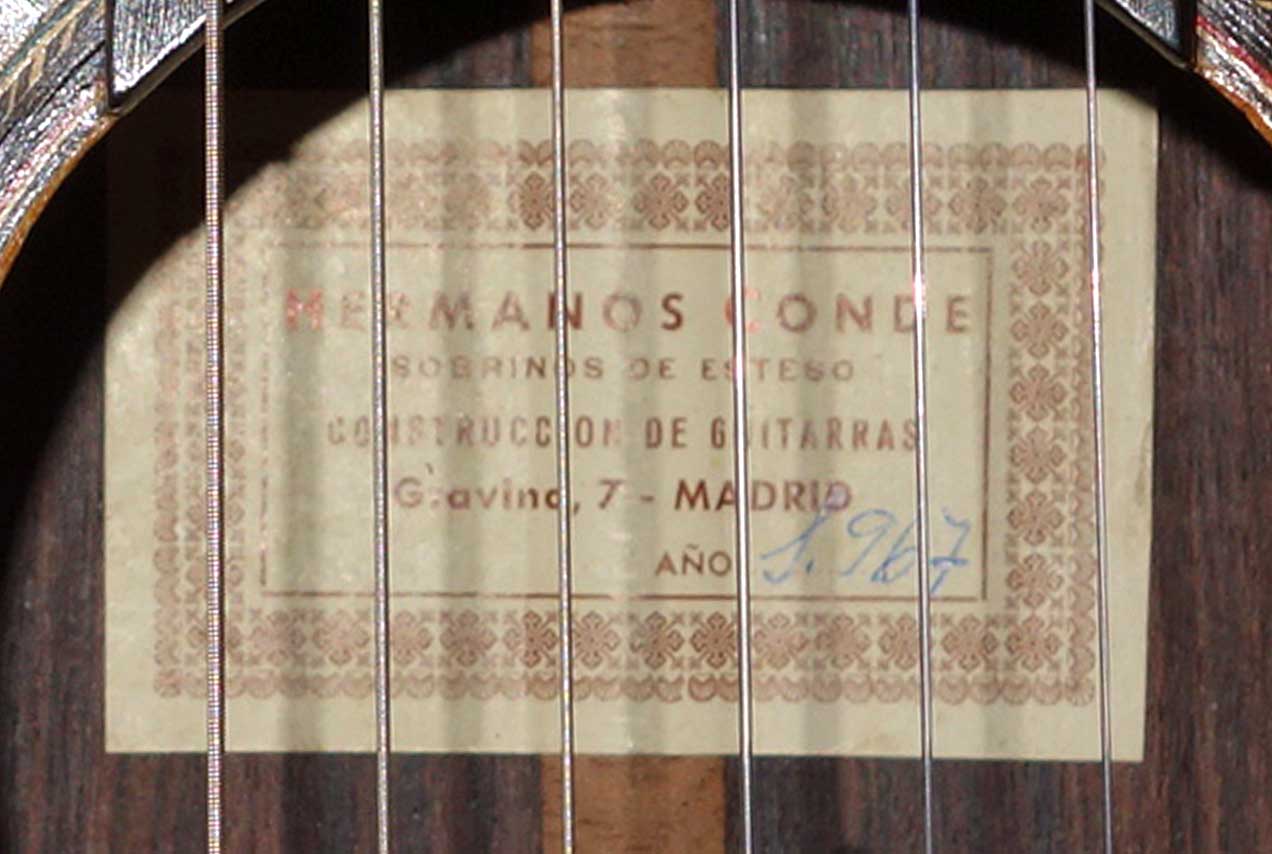 HERMANOS CONDE
SOBRINOS DE ESTESO
CONSTRUCCION DE GUITARRAS
Gravina, 7 - MADRID
AÑO 1.967